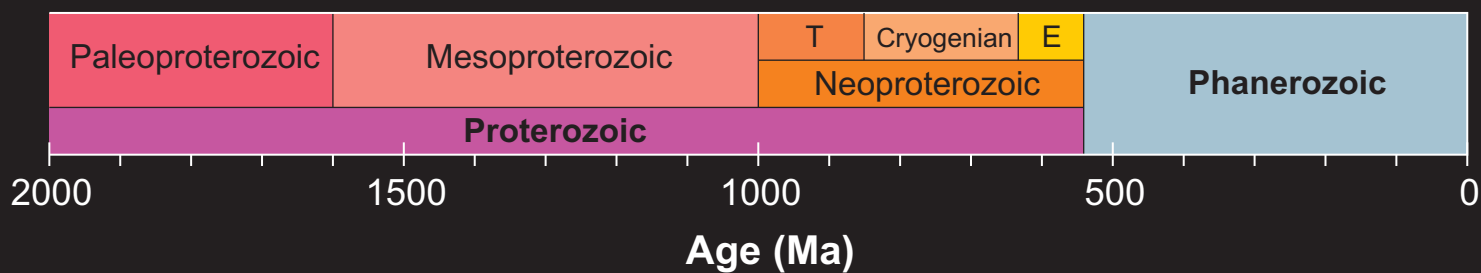 T Cryogenian E
Paleoproterozoic Mesoproterozoic
Neoproterozoic Phanerozoic
Proterozoic
2000 1500 1000 500 0
Age (Ma)